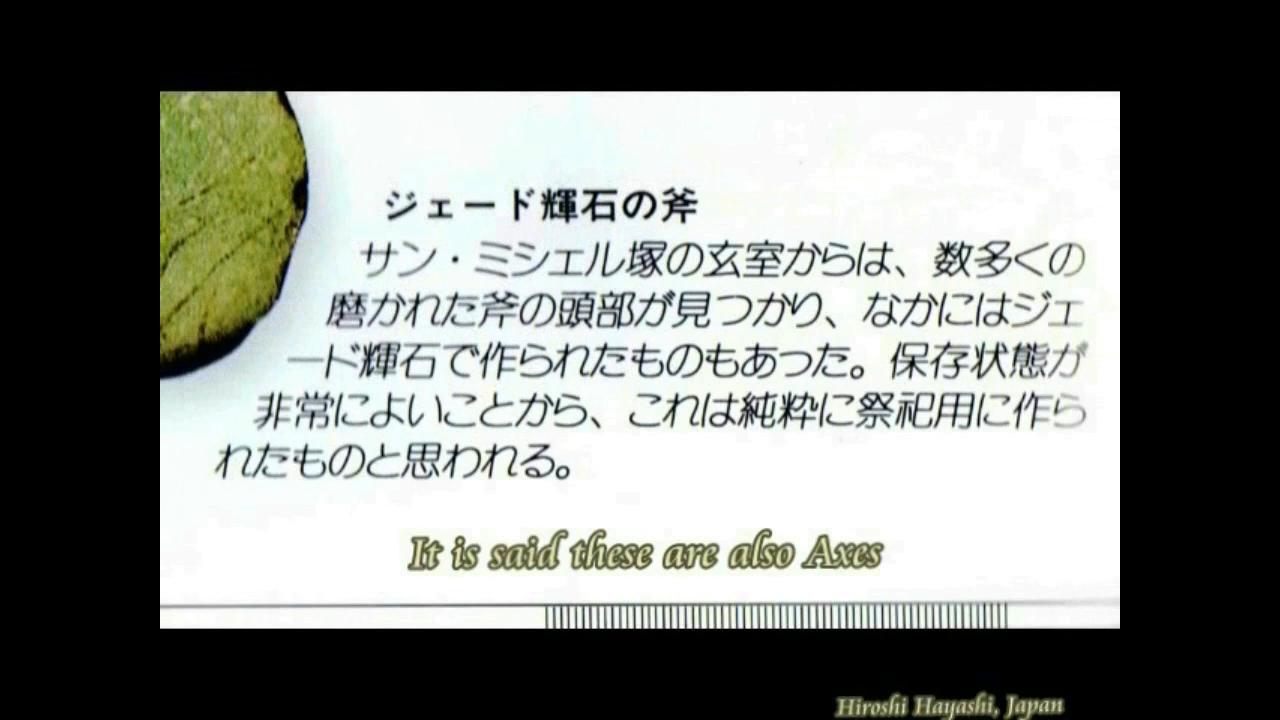 ジェード輝石の斧
サン・ミシェル塚の玄室からは、数多くの
磨かれた斧の頭部が見つかり、なかにはジェ
ード輝石で作られたものもあった。保存状態が
非常によいことから、これは純粋に祭祀用に作ら
れたものと思われる。
It is said these are also Axes
Hiroshi Hayashi, Japan